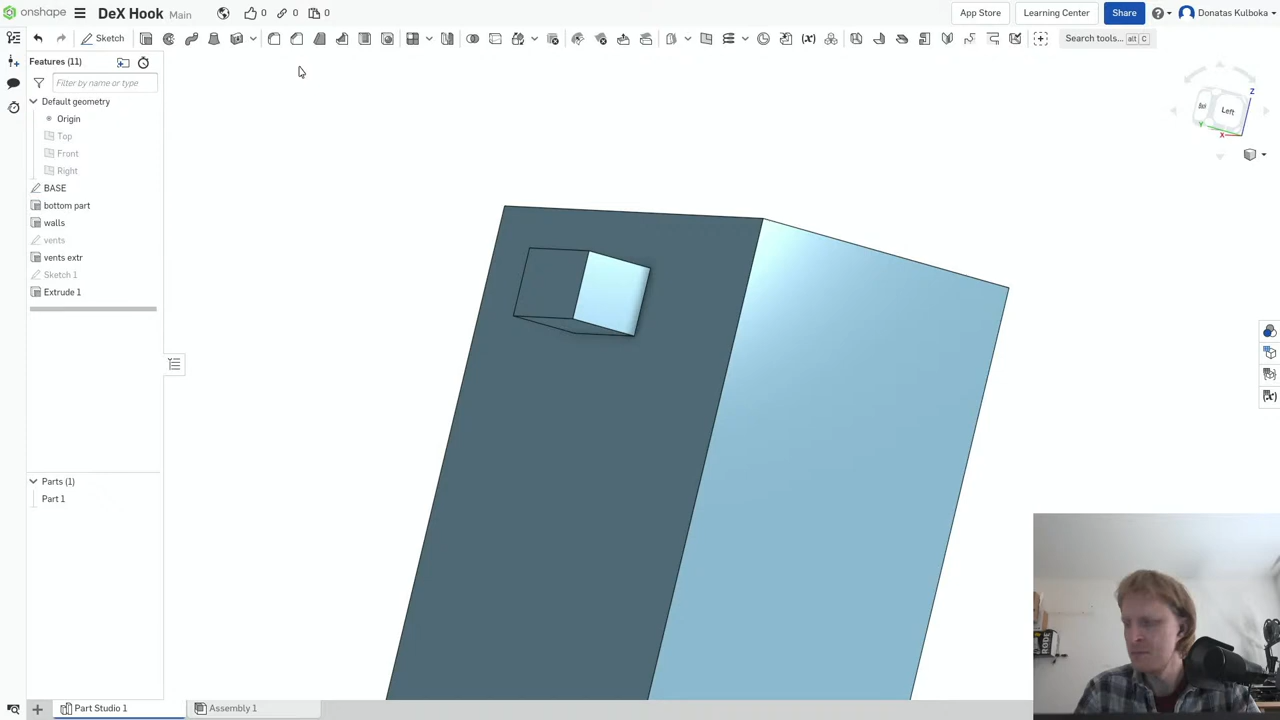 onshape
DeX Hook Main
0
0
0
App Store
Learning Center
Share
Donatas Kulboka
Sketch
Search tools... alt C
Features (11)
Filter by name or type
Default geometry
Origin
Top
Front
Right
BASE
bottom part
walls
vents
vents extr
Sketch 1
Extrude 1
Parts (1)
Part 1
Z
Left
Y
X
RØDE
Part Studio 1
Assembly 1